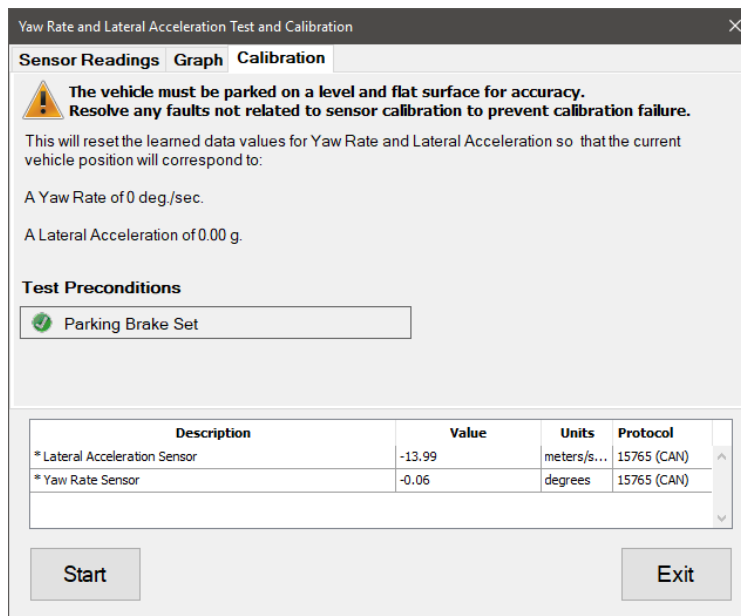 Yaw Rate and Lateral Acceleration Test and Calibration
Sensor Readings Graph Calibration
The vehicle must be parked on a level and flat surface for accuracy.
Resolve any faults not related to sensor calibration to prevent calibration failure.
This will reset the learned data values for Yaw Rate and Lateral Acceleration so that the current
vehicle position will correspond to:
A Yaw Rate of 0 deg./sec.
A Lateral Acceleration of 0.00 g.
Test Preconditions
Parking Brake Set
Description Value Units Protocol
* Lateral Acceleration Sensor -13.99 meters/s... 15765 (CAN)
* Yaw Rate Sensor -0.06 degrees 15765 (CAN)
Start Exit